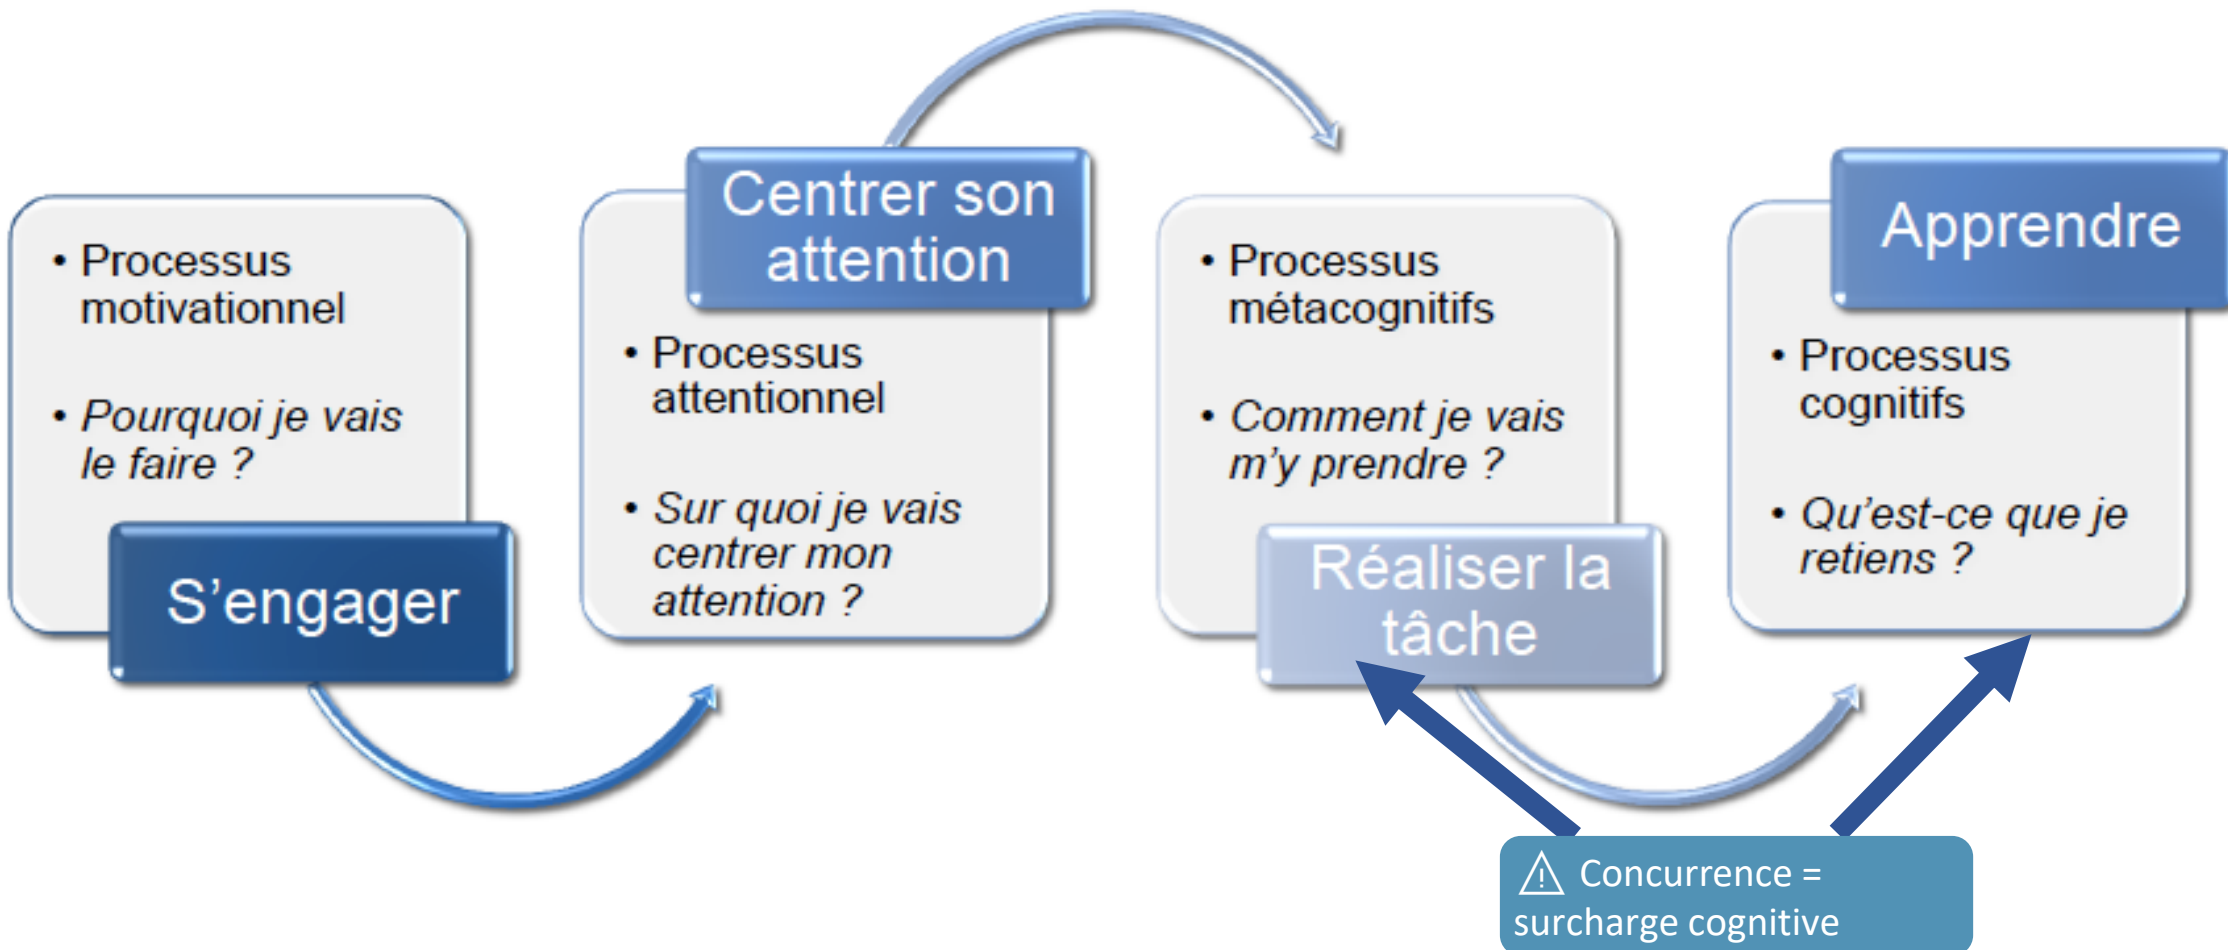 • Processus
motivationnel
• Pourquoi je vais
le faire ?
S'engager
Centrer son
attention
• Processus
attentionnel
• Sur quoi je vais
centrer mon
attention ?
• Processus
métacognitifs
• Comment je vais
m'y prendre ?
Réaliser la
tâche
Apprendre
• Processus
cognitifs
• Qu'est-ce que je
retiens ?
⚠ Concurrence =
surcharge cognitive